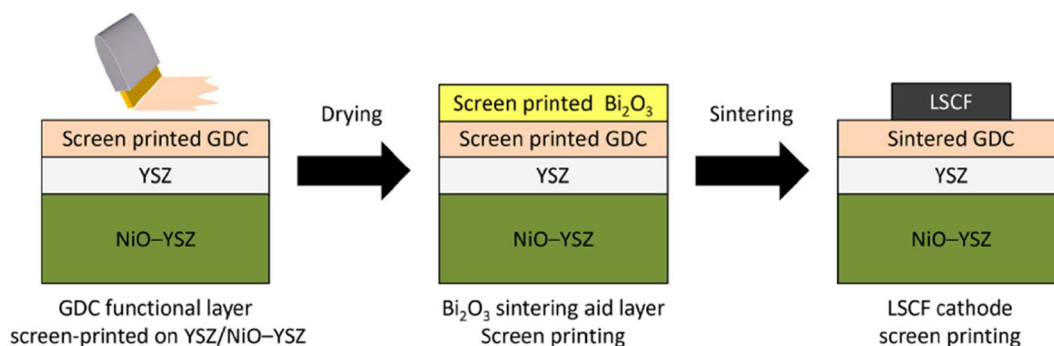 Screen printed GDC
YSZ
NiO–YSZ
GDC functional layer
screen-printed on YSZ/NiO–YSZ
Drying
Screen printed Bi₂O₃
Screen printed GDC
YSZ
NiO–YSZ
Bi₂O₃ sintering aid layer
Screen printing
Sintering
LSCF
Sintered GDC
YSZ
NiO–YSZ
LSCF cathode
screen printing